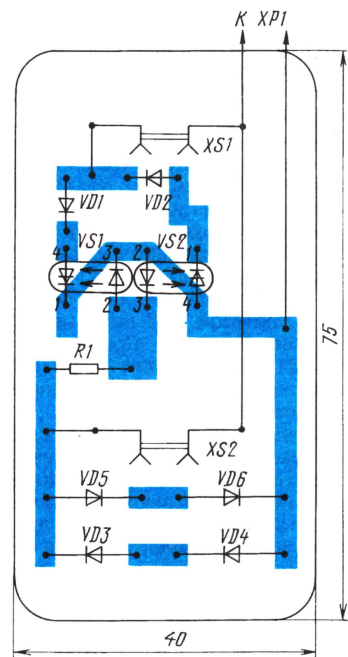 К XP1
XS1
VD1 VD2
4 VS1 3 2 VS2 1
1 2 3 4
R1
XS2
VD5 VD6
VD3 VD4
75
40